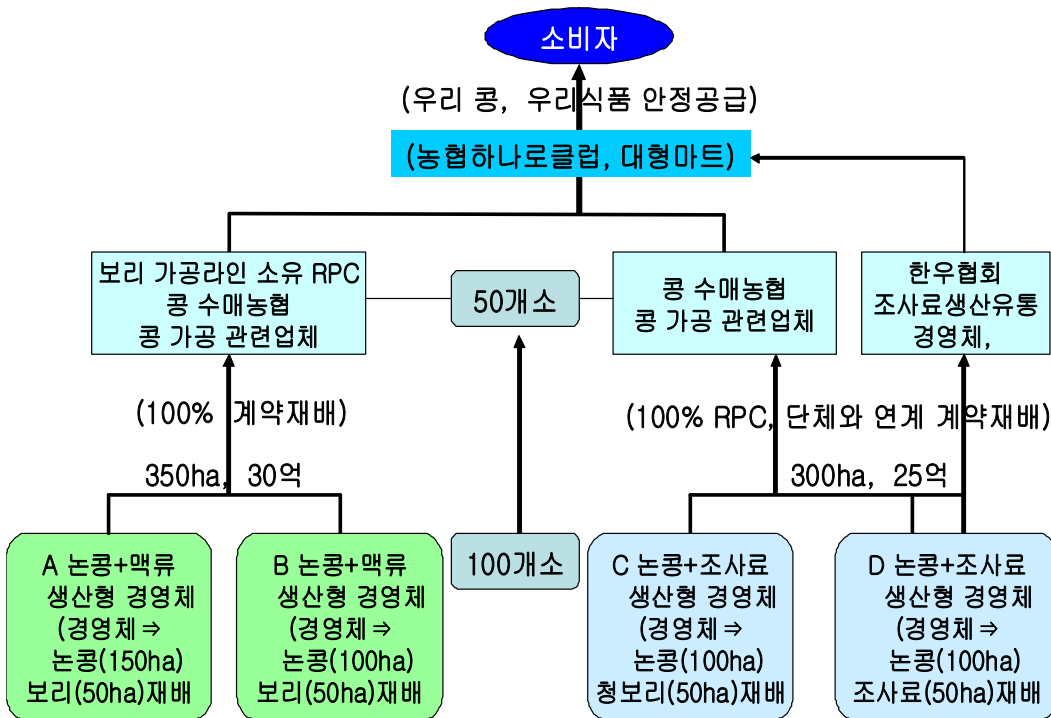 소비자
(우리 콩, 우리식품 안정공급)
(농협하나로클럽, 대형마트)
보리 가공라인 소유 RPC
콩 수매농협
콩 가공 관련업체
50개소
콩 수매농협
콩 가공 관련업체
한우협회
조사료생산유통
경영체,
(100% 계약재배)
(100% RPC, 단체와 연계 계약재배)
350ha, 30억
300ha, 25억
A 논콩+맥류
생산형 경영체
(경영체⇒
논콩(150ha)
보리(50ha)재배
B 논콩+맥류
생산형 경영체
(경영체⇒
논콩(100ha)
보리(50ha)재배
100개소
C 논콩+조사료
생산형 경영체
(경영체⇒
논콩(100ha)
청보리(50ha)재배
D 논콩+조사료
생산형 경영체
(경영체⇒
논콩(100ha)
조사료(50ha)재배